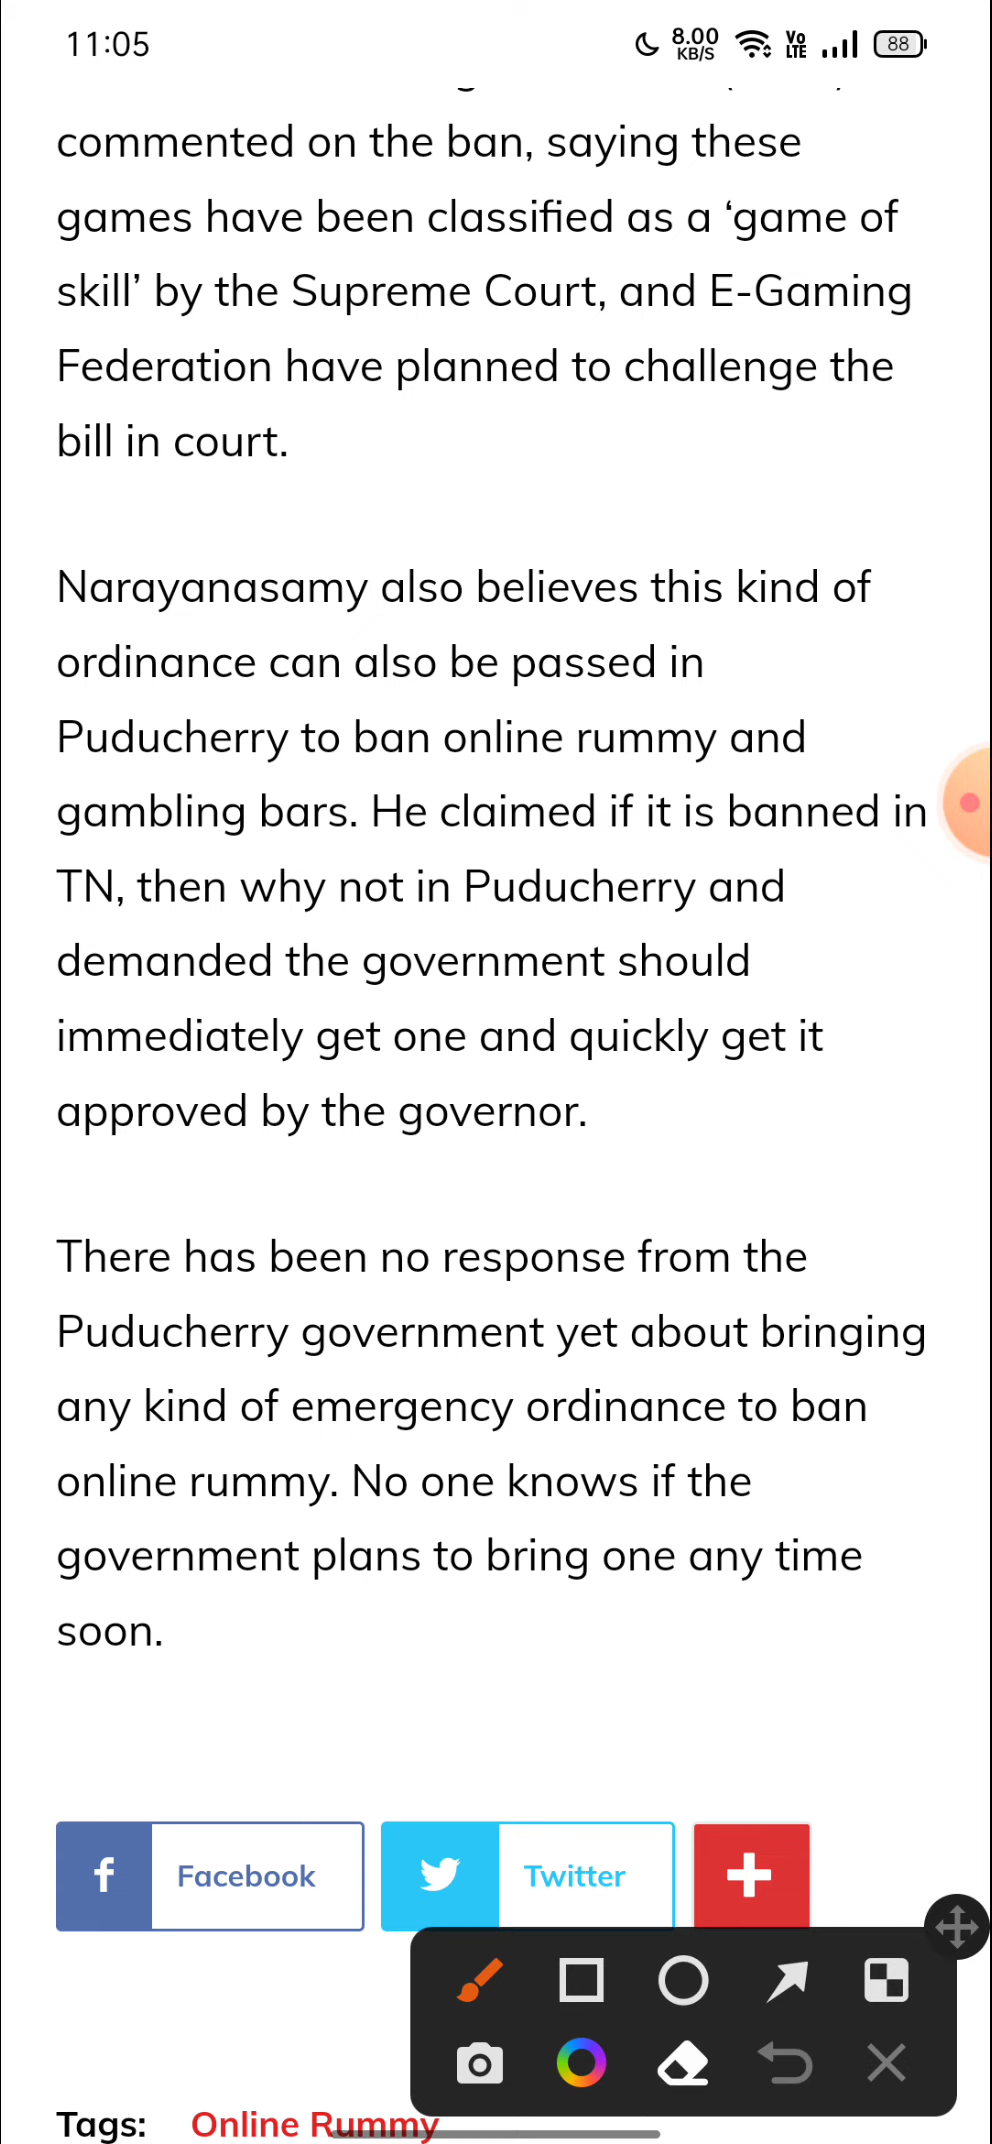 11:05
8.00
KB/S
Vo
LTE
88
commented on the ban, saying these
games have been classified as a ‘game of
skill’ by the Supreme Court, and E-Gaming
Federation have planned to challenge the
bill in court.
Narayanasamy also believes this kind of
ordinance can also be passed in
Puducherry to ban online rummy and
gambling bars. He claimed if it is banned in
TN, then why not in Puducherry and
demanded the government should
immediately get one and quickly get it
approved by the governor.
There has been no response from the
Puducherry government yet about bringing
any kind of emergency ordinance to ban
online rummy. No one knows if the
government plans to bring one any time
soon.
Facebook
Twitter
Tags: Online Rummy